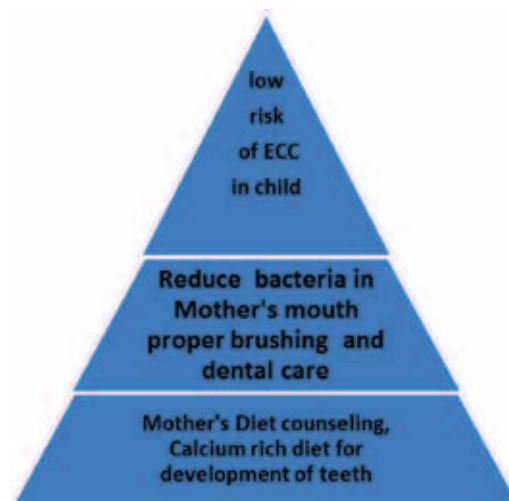 low
risk
of ECC
in child
Reduce bacteria in
Mother's mouth
proper brushing and
dental care
Mother's Diet counseling,
Calcium rich diet for
development of teeth